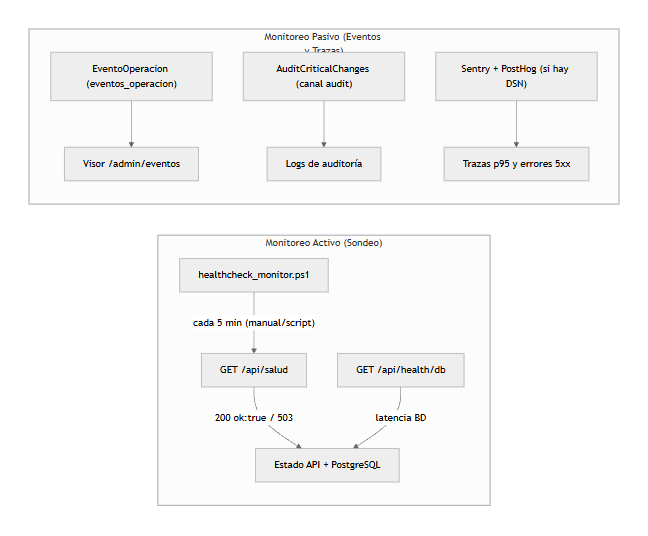 Monitoreo Pasivo (Eventos
y Trazas)
EventoOperacion
(eventos_operacion)
AuditCriticalChanges
(canal audit)
Sentry + PostHog (si hay
DSN)
Visor /admin/eventos
Logs de auditoría
Trazas p95 y errores 5xx
Monitoreo Activo (Sondeo)
healthcheck_monitor.ps1
cada 5 min (manual/script)
GET /api/salud
GET /api/health/db
200 ok:true / 503
latencia BD
Estado API + PostgreSQL